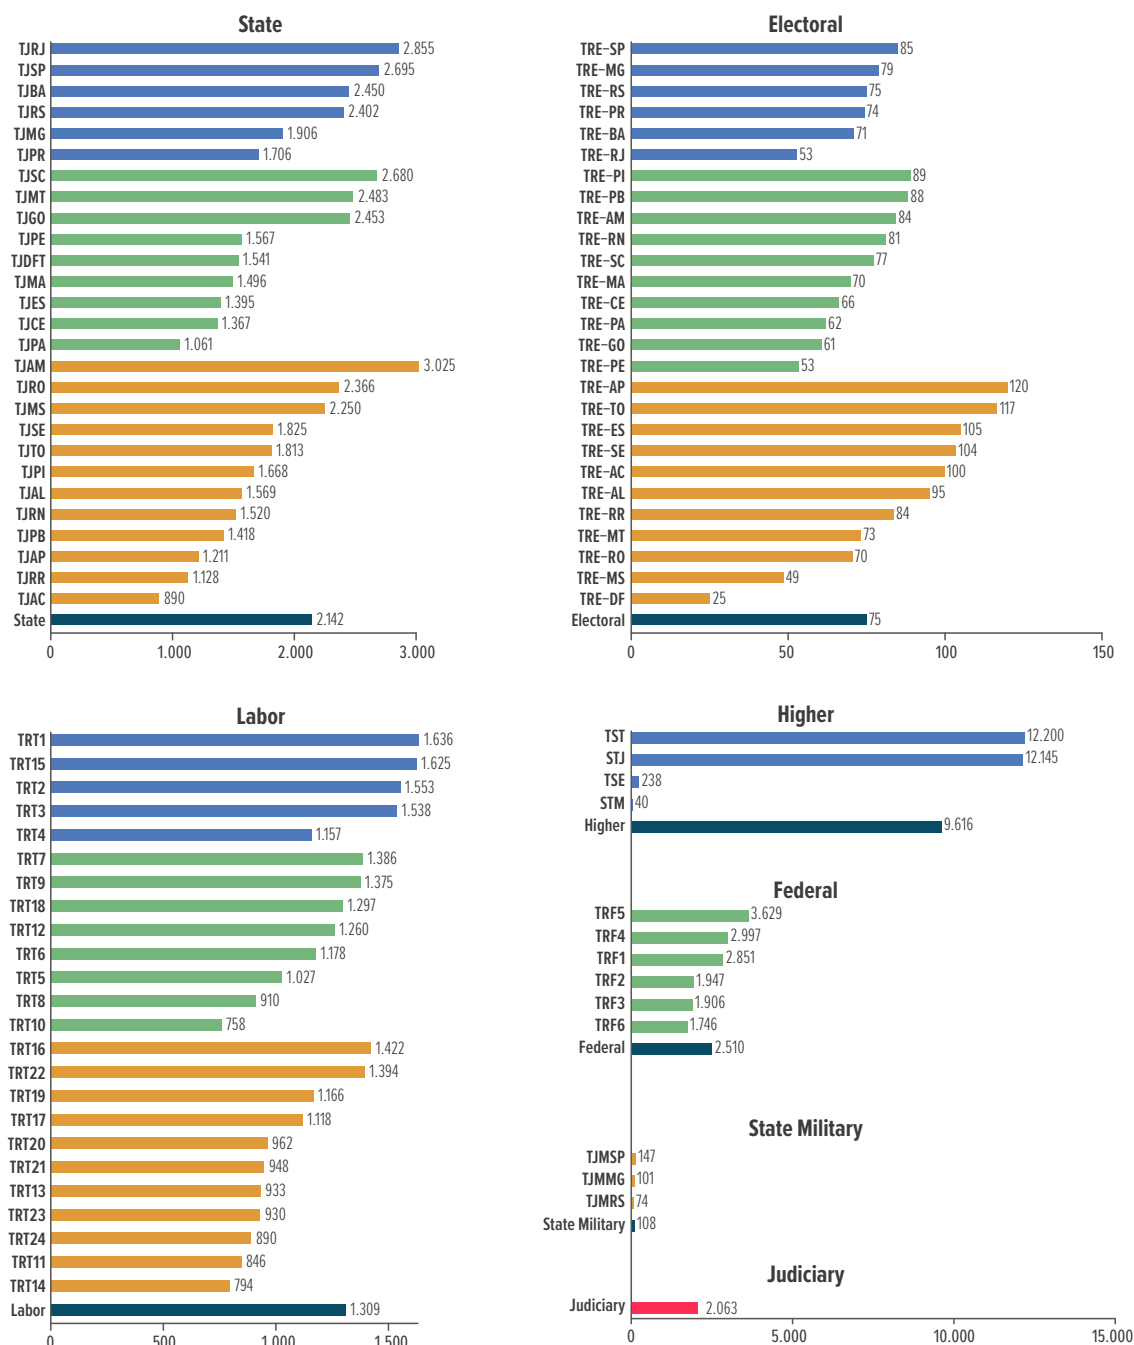 State
TJRJ 2.855
TJSP 2.695
TJBA 2.450
TJRS 2.402
TJMG 1.906
TJPR 1.706
TJSC 2.680
TJMT 2.483
TJGO 2.453
TJPE 1.567
TJDFT 1.541
TJMA 1.496
TJES 1.395
TJCE 1.367
TJPA 1.061
TJAM 3.025
TJRO 2.366
TJMS 2.250
TJSE 1.825
TJTO 1.813
TJPI 1.668
TJAL 1.569
TJRN 1.520
TJPB 1.418
TJAP 1.211
TJRR 1.128
TJAC 890
State 2.142
0 1.000 2.000 3.000
Electoral
TRE-SP 85
TRE-MG 79
TRE-RS 75
TRE-PR 74
TRE-BA 71
TRE-RJ 53
TRE-PI 89
TRE-PB 88
TRE-AM 84
TRE-RN 81
TRE-SC 77
TRE-MA 70
TRE-CE 66
TRE-PA 62
TRE-GO 61
TRE-PE 53
TRE-AP 120
TRE-TO 117
TRE-ES 105
TRE-SE 104
TRE-AC 100
TRE-AL 95
TRE-RR 84
TRE-MT 73
TRE-RO 70
TRE-MS 49
TRE-DF 25
Electoral 75
0 50 100 150
Labor
TRT1 1.636
TRT15 1.625
TRT2 1.553
TRT3 1.538
TRT4 1.157
TRT7 1.386
TRT9 1.375
TRT18 1.297
TRT12 1.260
TRT6 1.178
TRT5 1.027
TRT8 910
TRT10 758
TRT16 1.422
TRT22 1.394
TRT19 1.166
TRT17 1.118
TRT20 962
TRT21 948
TRT13 933
TRT23 930
TRT24 890
TRT11 846
TRT14 794
Labor 1.309
0 500 1.000 1.500
Higher
TST 12.200
STJ 12.145
TSE 238
STM 40
Higher 9.616
Federal
TRF5 3.629
TRF4 2.997
TRF1 2.851
TRF2 1.947
TRF3 1.906
TRF6 1.746
Federal 2.510
State Military
TJMSP 147
TJMMG 101
TJMRS 74
State Military 108
Judiciary
Judiciary 2.063
0 5.000 10.000 15.000